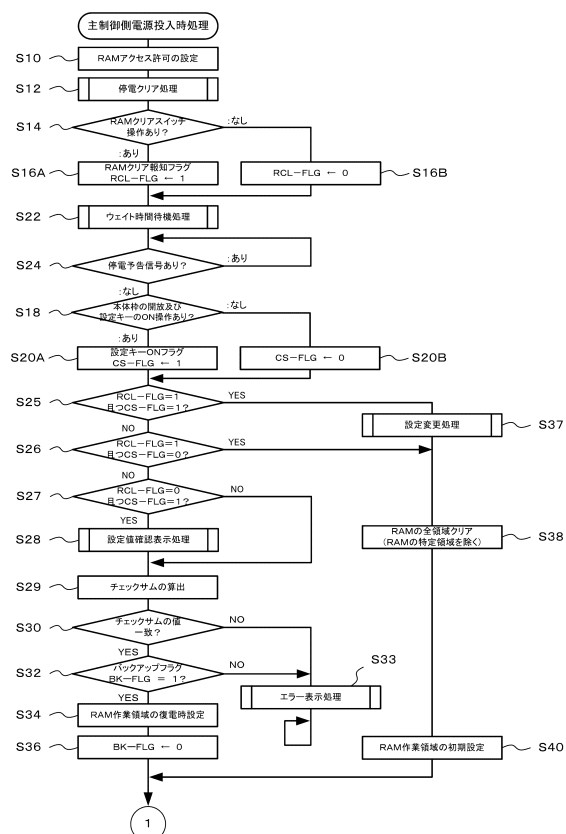 主制御側電源投入時処理
S10
RAMアクセス許可の設定
S12
停電クリア処理
S14
RAMクリアスイッチ
操作あり？
:なし
:あり
S16A
RAMクリア報知フラグ
RCL－FLG ← 1
RCL－FLG ← 0
S16B
S22
ウェイト時間待機処理
S24
停電予告信号あり？
:あり
:なし
S18
本体枠の開放及び
設定キーのON操作あり？
:なし
:あり
S20A
設定キーONフラグ
CS－FLG ← 1
CS－FLG ← 0
S20B
S25
RCL－FLG＝1
且つCS－FLG＝1？
YES
NO
設定変更処理
S37
S26
RCL－FLG＝1
且つCS－FLG＝0？
YES
NO
S27
RCL－FLG＝0
且つCS－FLG＝1？
NO
YES
S28
設定値確認表示処理
RAMの全領域クリア
(RAMの特定領域を除く)
S38
S29
チェックサムの算出
S30
チェックサムの値
一致？
NO
YES
S32
バックアップフラグ
BK－FLG ＝ 1？
NO
YES
S33
エラー表示処理
S34
RAM作業領域の復電時設定
S36
BK－FLG ← 0
RAM作業領域の初期設定
S40
1